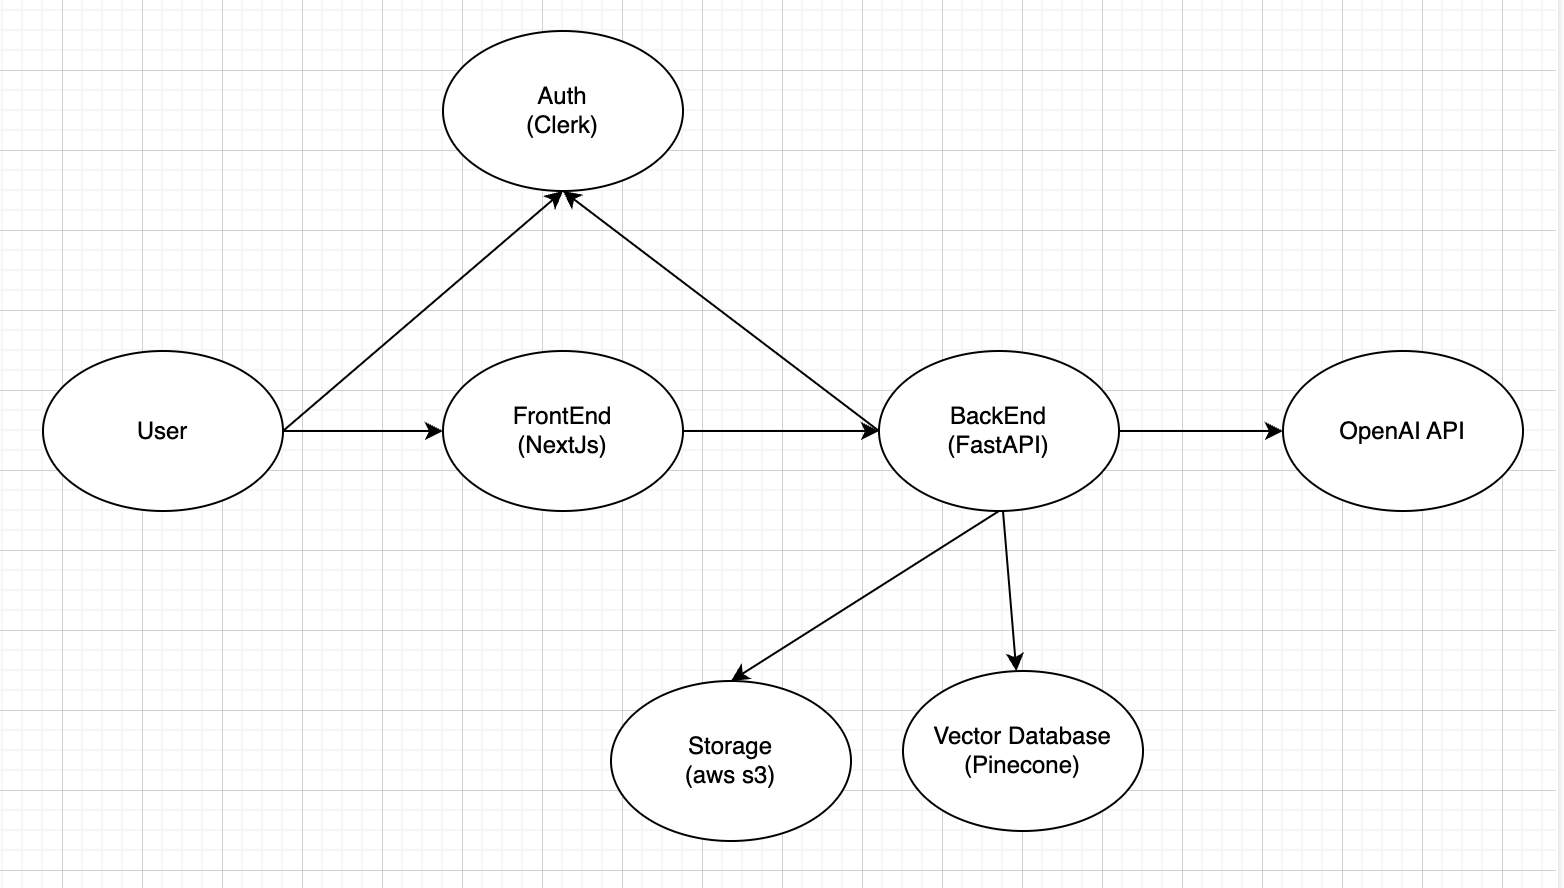 Auth
(Clerk)
User
FrontEnd
(NextJs)
BackEnd
(FastAPI)
OpenAI API
Storage
(aws s3)
Vector Database
(Pinecone)